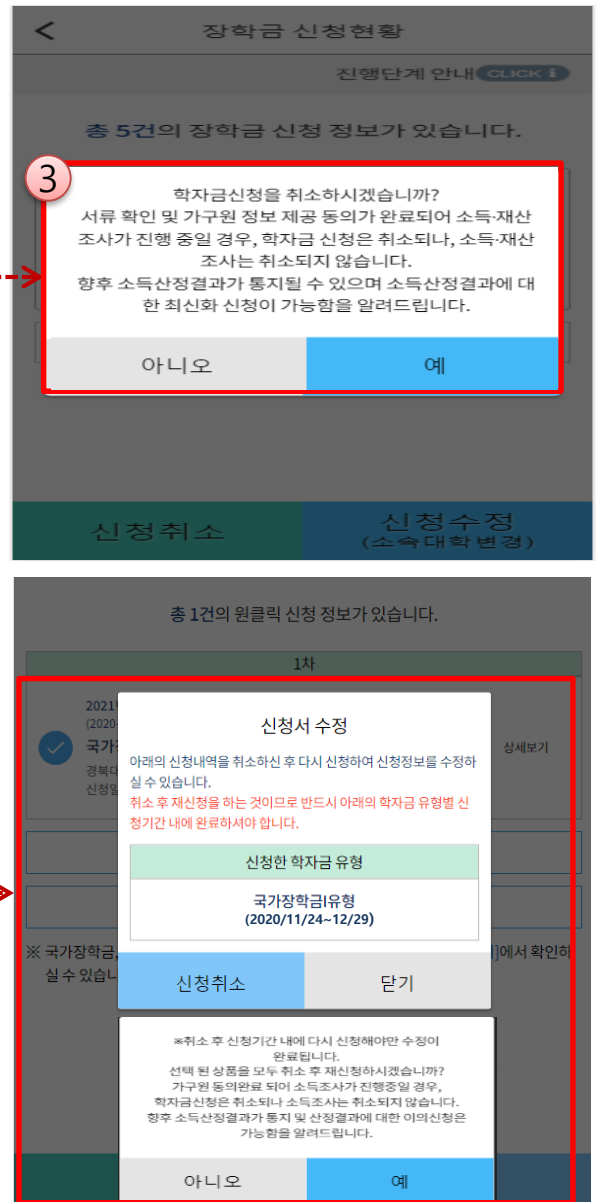 <
장학금 신청현황
진행단계 안내 CLICK i
총 5건의 장학금 신청 정보가 있습니다.
3
학자금신청을 취소하시겠습니까?
서류 확인 및 가구원 정보 제공 동의가 완료되어 소득·재산
조사가 진행 중일 경우, 학자금 신청은 취소되나, 소득·재산
조사는 취소되지 않습니다.
향후 소득산정결과가 통지될 수 있으며 소득산정결과에 대
한 최신화 신청이 가능함을 알려드립니다.
아니오
예
신청취소
신청수정
(소속대학변경)
총 1건의 원클릭 신청 정보가 있습니다.
1차
2021
(2020-
국가
경북대
신청일
상세보기
신청서 수정
아래의 신청내역을 취소하신 후 다시 신청하여 신청정보를 수정하
실 수 있습니다.
취소 후 재신청을 하는 것이므로 반드시 아래의 학자금 유형별 신
청기간 내에 완료하셔야 합니다.
신청한 학자금 유형
국가장학금I유형
(2020/11/24~12/29)
※ 국가장학금,
]에서 확인하
실 수 있습니
신청취소
닫기
※취소 후 신청기간 내에 다시 신청해야만 수정이
완료됩니다.
선택 된 상품을 모두 취소 후 재신청하시겠습니까?
가구원 동의완료 되어 소득조사가 진행중일 경우,
학자금신청은 취소되나 소득조사는 취소되지 않습니다.
향후 소득산정결과가 통지 및 산정결과에 대한 이의신청은
가능함을 알려드립니다.
아니오
예